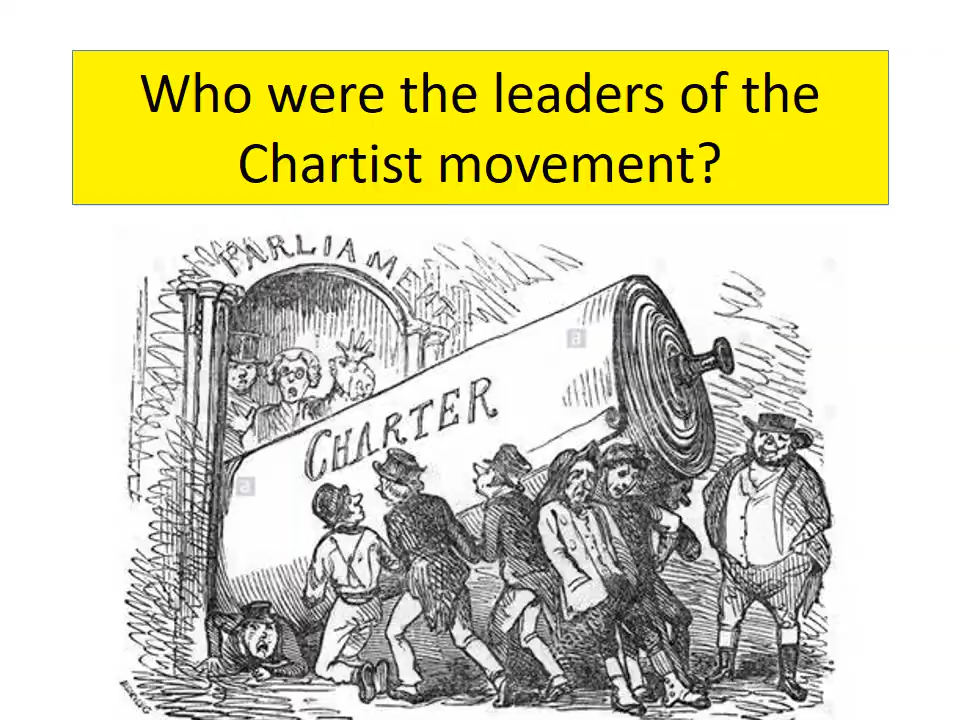 Who were the leaders of the
Chartist movement?
PARLIAMENT
CHARTER
a
a